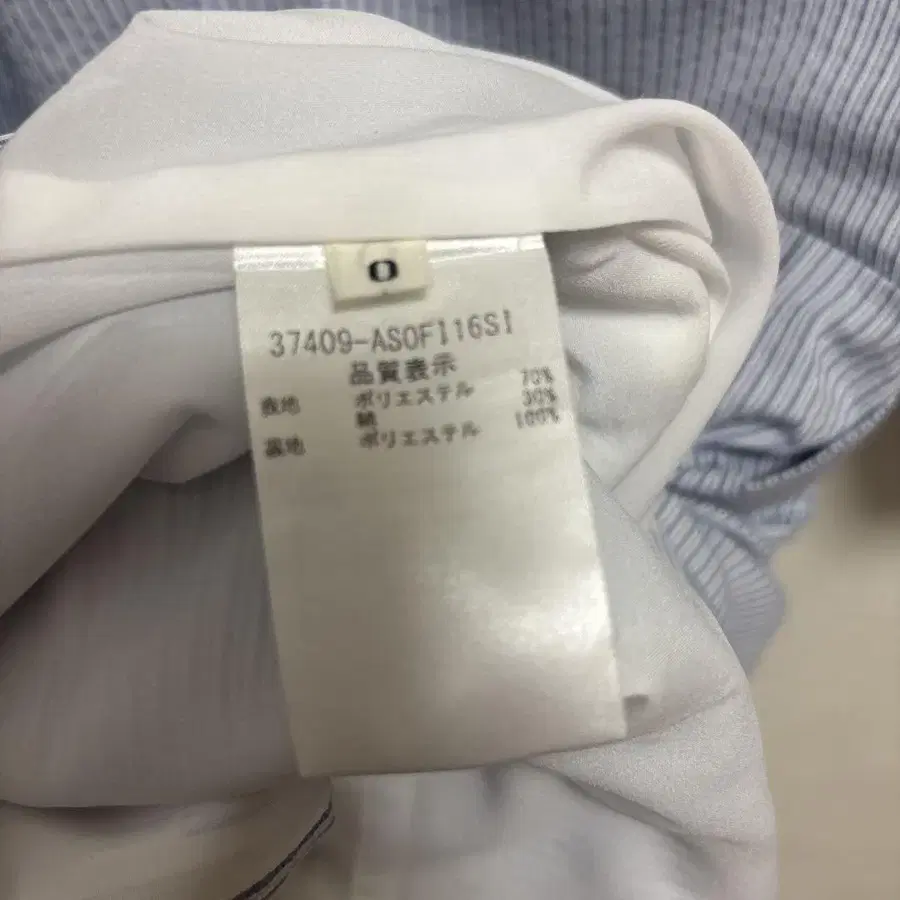 0
37409-ASOF116SI
品質表示
表地 ポリエステル 70%
綿 30%
裏地 ポリエステル 100%